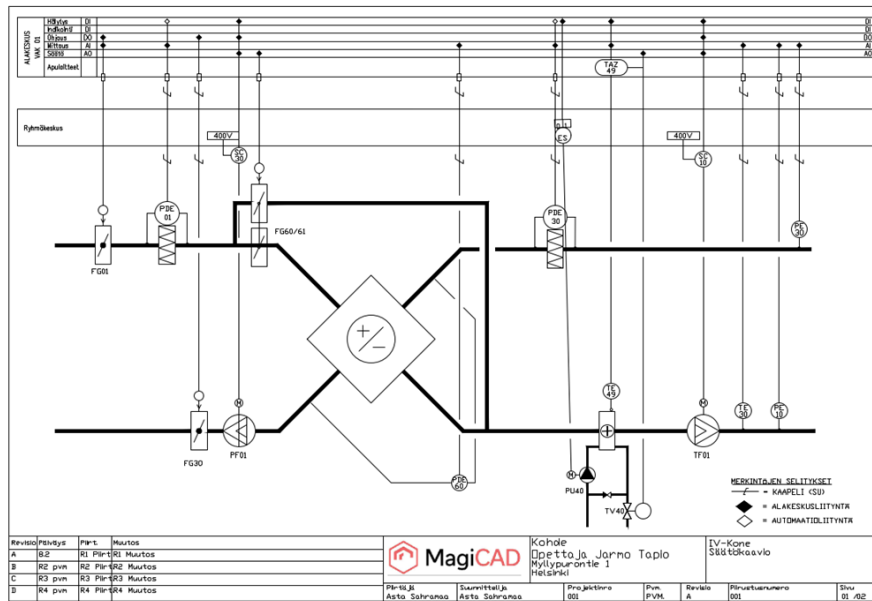 ALAKESKUS
VAK 01
Hälytys DI
Indikointi DI
Ohjaus DO
Mittaus AI
Säätö AO
Apulaitteet
DI
DI
DO
AI
AO
TAZ
49
Ryhmäkeskus
400V
SC
30
0 1
ES
400V
SC
10
PDE
01
FG60/61
PDE
30
PE
30
FG01
+
-
TE
49
M
M
TE
30
PE
10
FG30
PF01
TF01
M
PU40
PDE
60
TV40
MERKINTÖJEN SELITYKSET
= KAAPELI (SU)
= ALAKESKUSLIITYNTÄ
= AUTOMAATIOLIITYNTÄ
Revisio Päiväys Piirt. Muutos
A 8.2 R1 Piirt R1 Muutos
B R2 pvm R2 Piirt R2 Muutos
C R3 pvm R3 Piirt R3 Muutos
D R4 pvm R4 Piirt R4 Muutos
MagiCAD
Kohde
Opettaja Jarmo Tapio
Myllypurontie 1
Helsinki
IV-Kone
Säätökaavio
Piirtäjä Suunnittelija Projektinro Pvm. Revisio Piirustusnumero Sivu
Asta Sahramaa Asta Sahramaa 001 PVM. A 001 01 /02